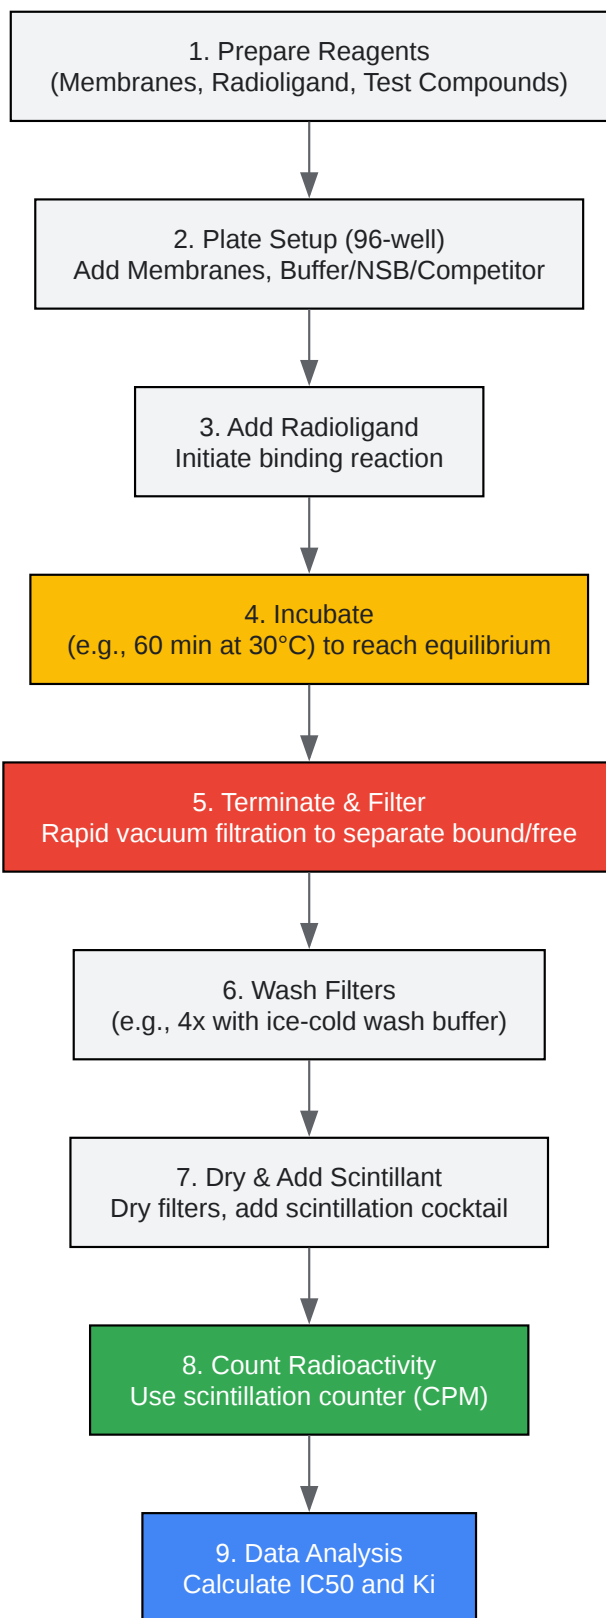 1. Prepare Reagents
(Membranes, Radioligand, Test Compounds)
2. Plate Setup (96-well)
Add Membranes, Buffer/NSB/Competitor
3. Add Radioligand
Initiate binding reaction
4. Incubate
(e.g., 60 min at 30°C) to reach equilibrium
5. Terminate & Filter
Rapid vacuum filtration to separate bound/free
6. Wash Filters
(e.g., 4x with ice-cold wash buffer)
7. Dry & Add Scintillant
Dry filters, add scintillation cocktail
8. Count Radioactivity
Use scintillation counter (CPM)
9. Data Analysis
Calculate IC50 and Ki